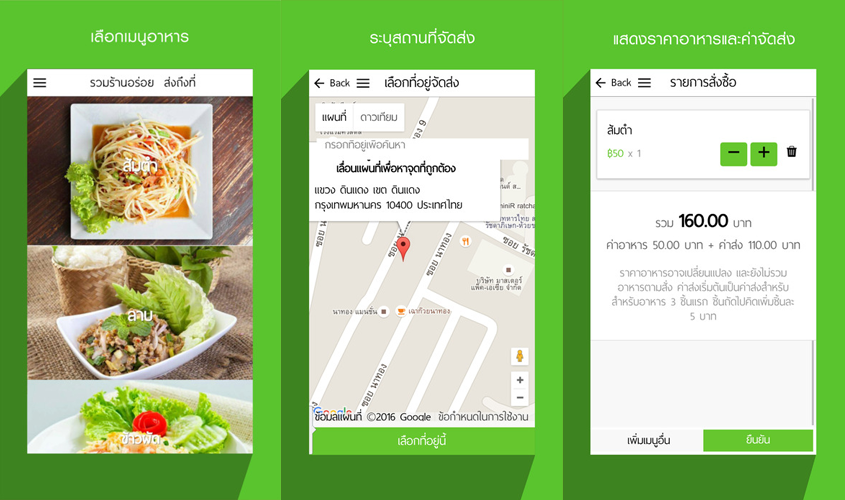 เลือกเมนูอาหาร
รวมร้านอร่อย ส่งถึงที่
ส้มตำ
ลาบ
ข้าวผัด
ระบุสถานที่จัดส่ง
Back
เลือกที่อยู่จัดส่ง
แผนที่ ดาวเทียม
กรอกที่อยู่เพื่อค้นหา
เลื่อนแผนที่เพื่อหาจุดที่ถูกต้อง
แขวง ดินแดง เขต ดินแดง
กรุงเทพมหานคร 10400 ประเทศไทย
ซอย นาทอง
ซอย นาทอง
ซอย นาทอง
บริษัท มาสเตอร์
แพ็ค-เอเซีย จำกัด
นาทอง แมนชั่น
เฉาก๊วยนาทอง
Google
ข้อมูลแผนที่ ©2016 Google ข้อกำหนดในการใช้งาน
เลือกที่อยู่นี้
แสดงราคาอาหารและค่าจัดส่ง
Back
รายการสั่งซื้อ
ส้มตำ
฿50 x 1
รวม 160.00 บาท
ค่าอาหาร 50.00 บาท + ค่าส่ง 110.00 บาท
ราคาอาหารอาจเปลี่ยนแปลง และยังไม่รวม
อาหารตามสั่ง ค่าส่งเริ่มต้นเป็นค่าส่งสำหรับ
สำหรับอาหาร 3 ชิ้นแรก ชิ้นถัดไปคิดเพิ่มชิ้นละ
5 บาท
เพิ่มเมนูอื่น
ยืนยัน